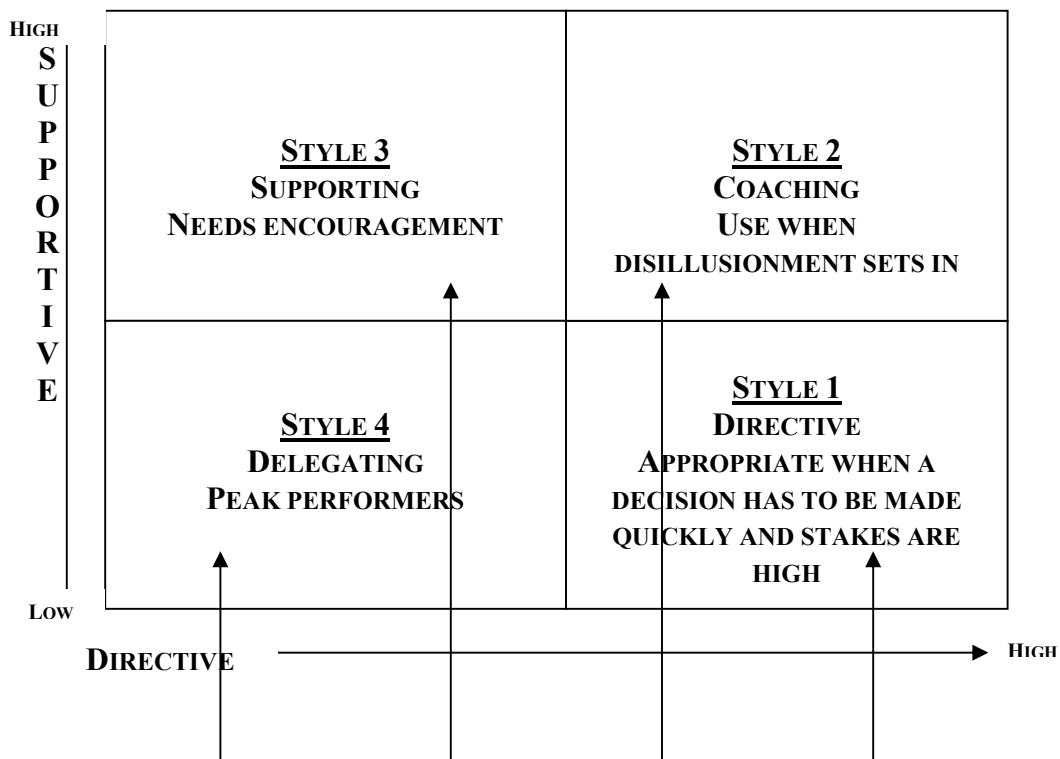 HIGH
SUPPORTIVE
STYLE 3
SUPPORTING
NEEDS ENCOURAGEMENT
STYLE 2
COACHING
USE WHEN
DISILLUSIONMENT SETS IN
STYLE 4
DELEGATING
PEAK PERFORMERS
STYLE 1
DIRECTIVE
APPROPRIATE WHEN A
DECISION HAS TO BE MADE
QUICKLY AND STAKES ARE
HIGH
LOW
DIRECTIVE
HIGH